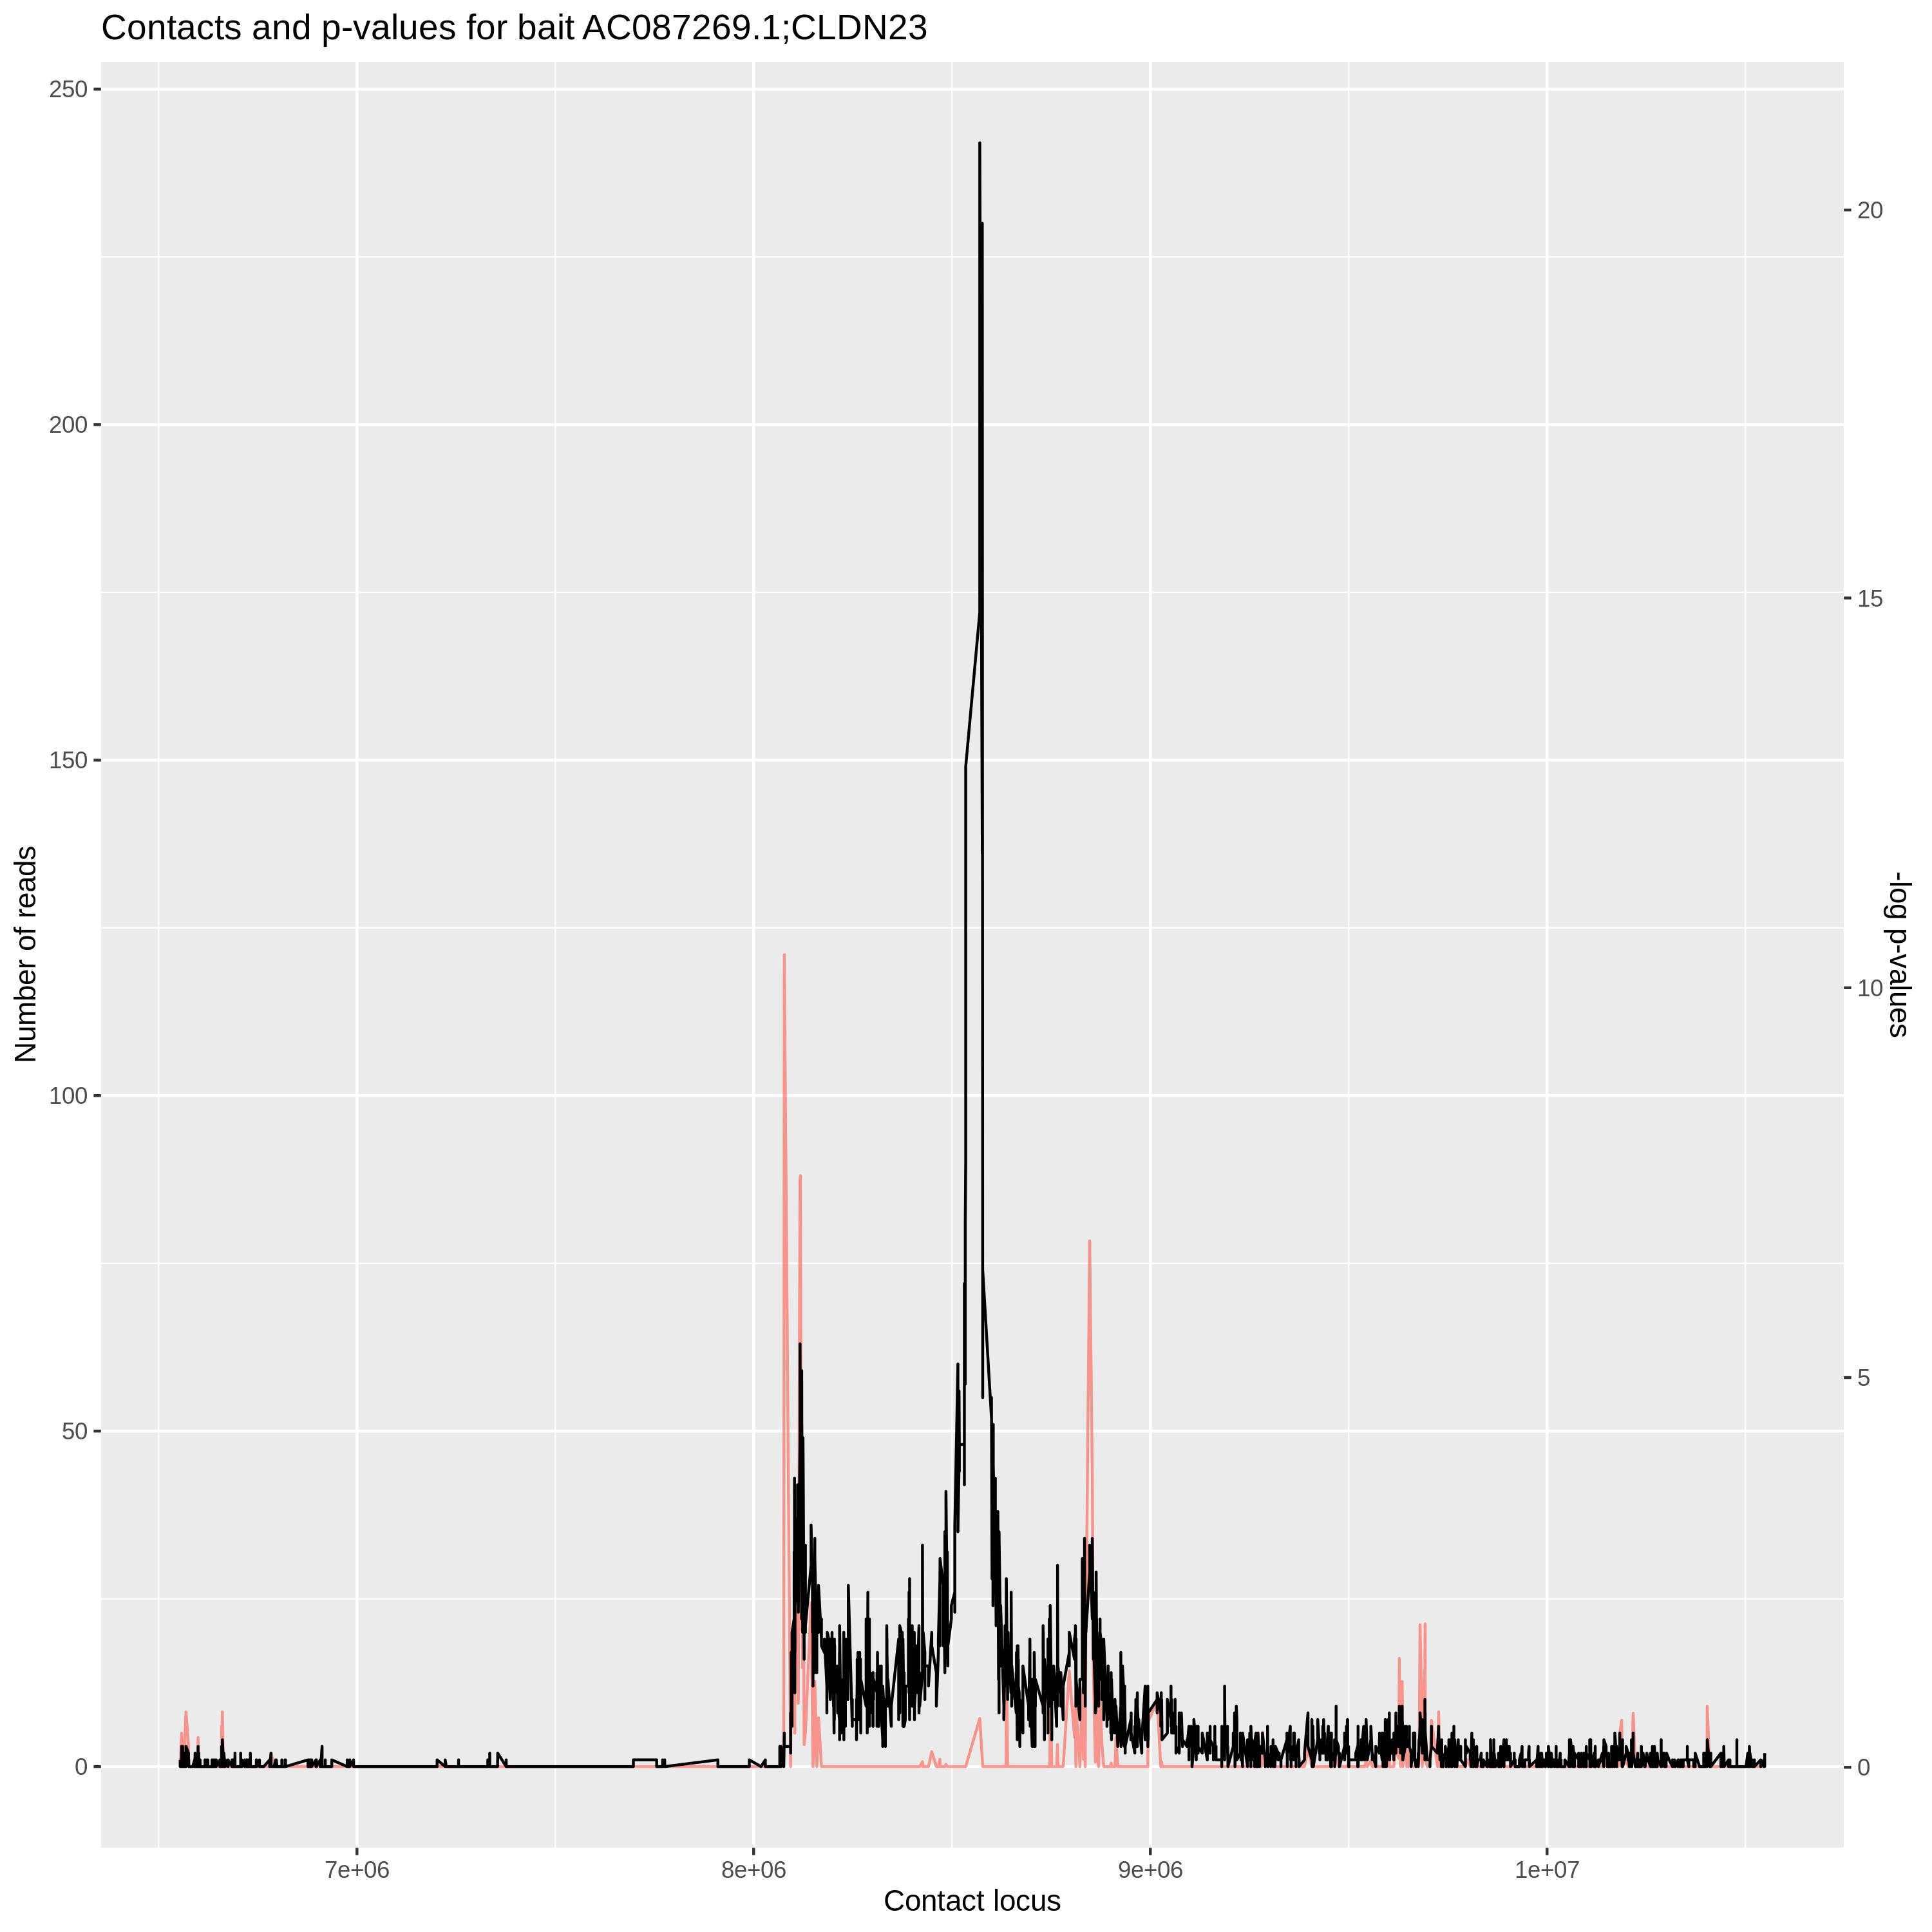 Contacts and p-values for bait AC087269.1;CLDN23
250
200
150
100
50
0
20
15
10
5
0
Number of reads
-log p-values
7e+06
8e+06
9e+06
1e+07
Contact locus